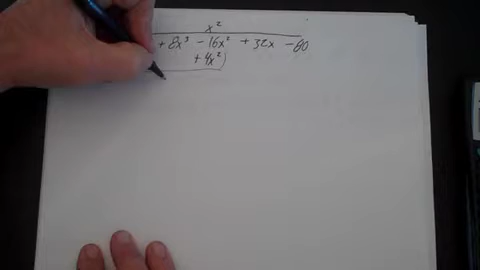 x²
+ 8x³ - 16x² + 32x - 80
+ 4x²)